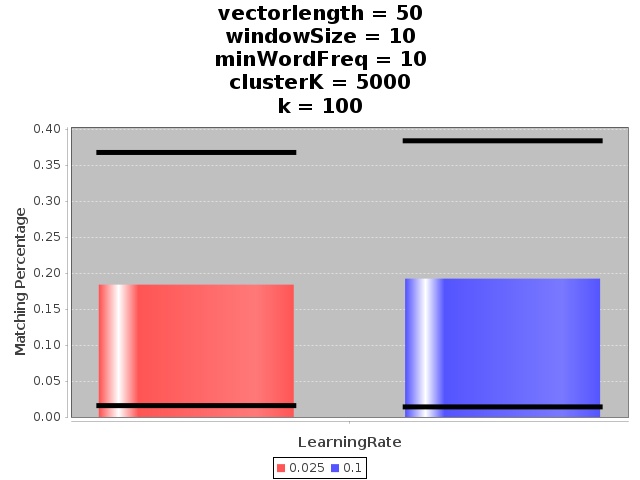 vectorlength = 50
windowSize = 10
minWordFreq = 10
clusterK = 5000
k = 100
0.40
0.35
0.30
0.25
0.20
0.15
0.10
0.05
0.00
Matching Percentage
LearningRate
0.025 0.1